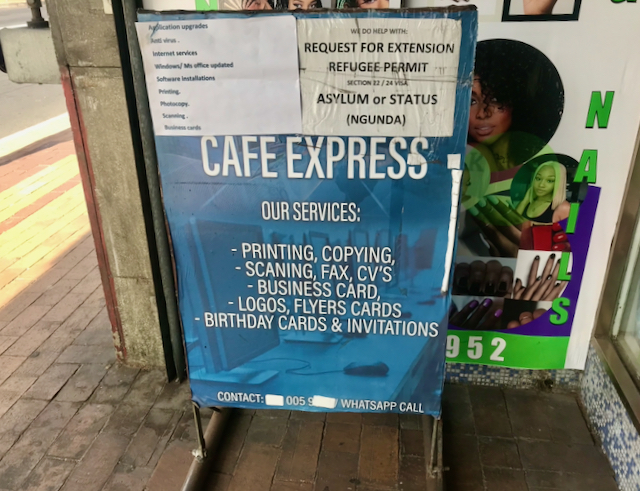 Application upgrades
Anti virus .
Internet services
Windows/ Ms office updated
Software installations
Printing.
Photocopy.
Scanning .
Business cards
WE DO HELP WITH:
REQUEST FOR EXTENSION
REFUGEE PERMIT
SECTION 22 / 24 VISA
ASYLUM or STATUS
(NGUNDA)
CAFE EXPRESS
OUR SERVICES:
- PRINTING, COPYING,
- SCANING, FAX, CV'S
- BUSINESS CARD,
- LOGOS, FLYERS CARDS
- BIRTHDAY CARDS & INVITATIONS
CONTACT: 005 9 WHATSAPP CALL
NAILS
952